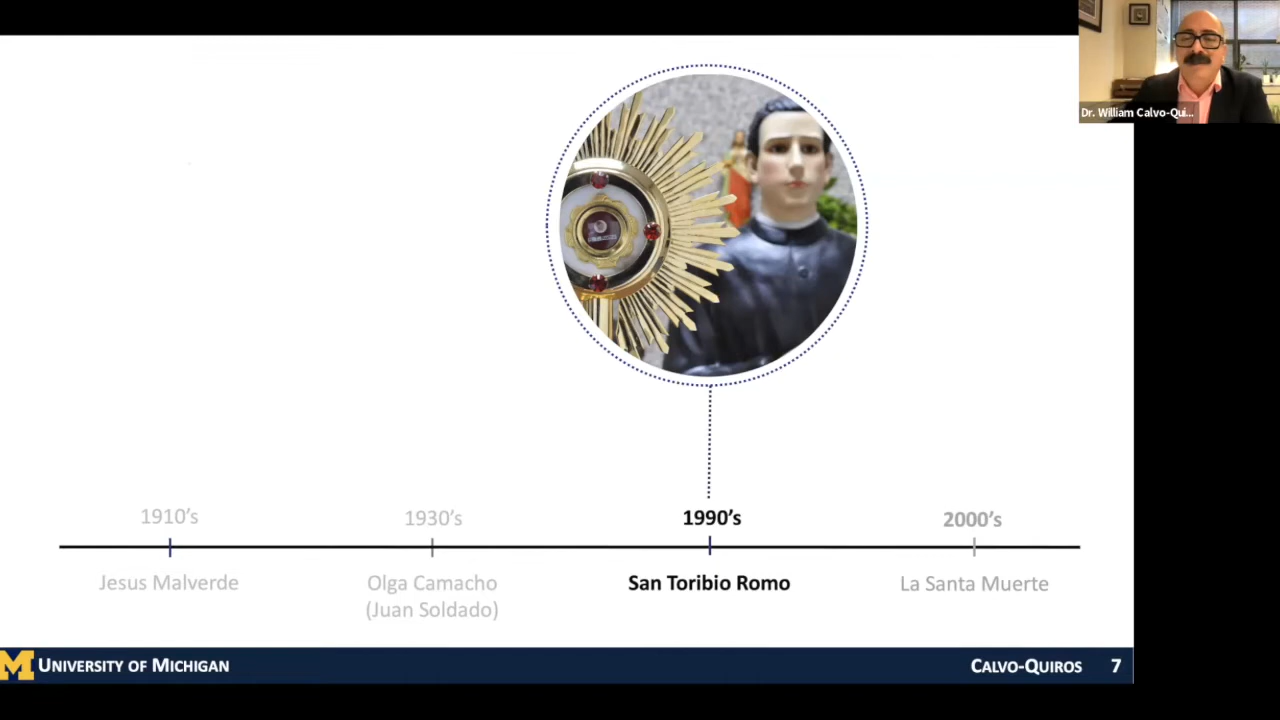 Dr. William Calvo-Qui...
1910's
1930's
1990's
2000's
Jesus Malverde
Olga Camacho
(Juan Soldado)
San Toribio Romo
La Santa Muerte
M UNIVERSITY OF MICHIGAN
CALVO-QUIROS 7